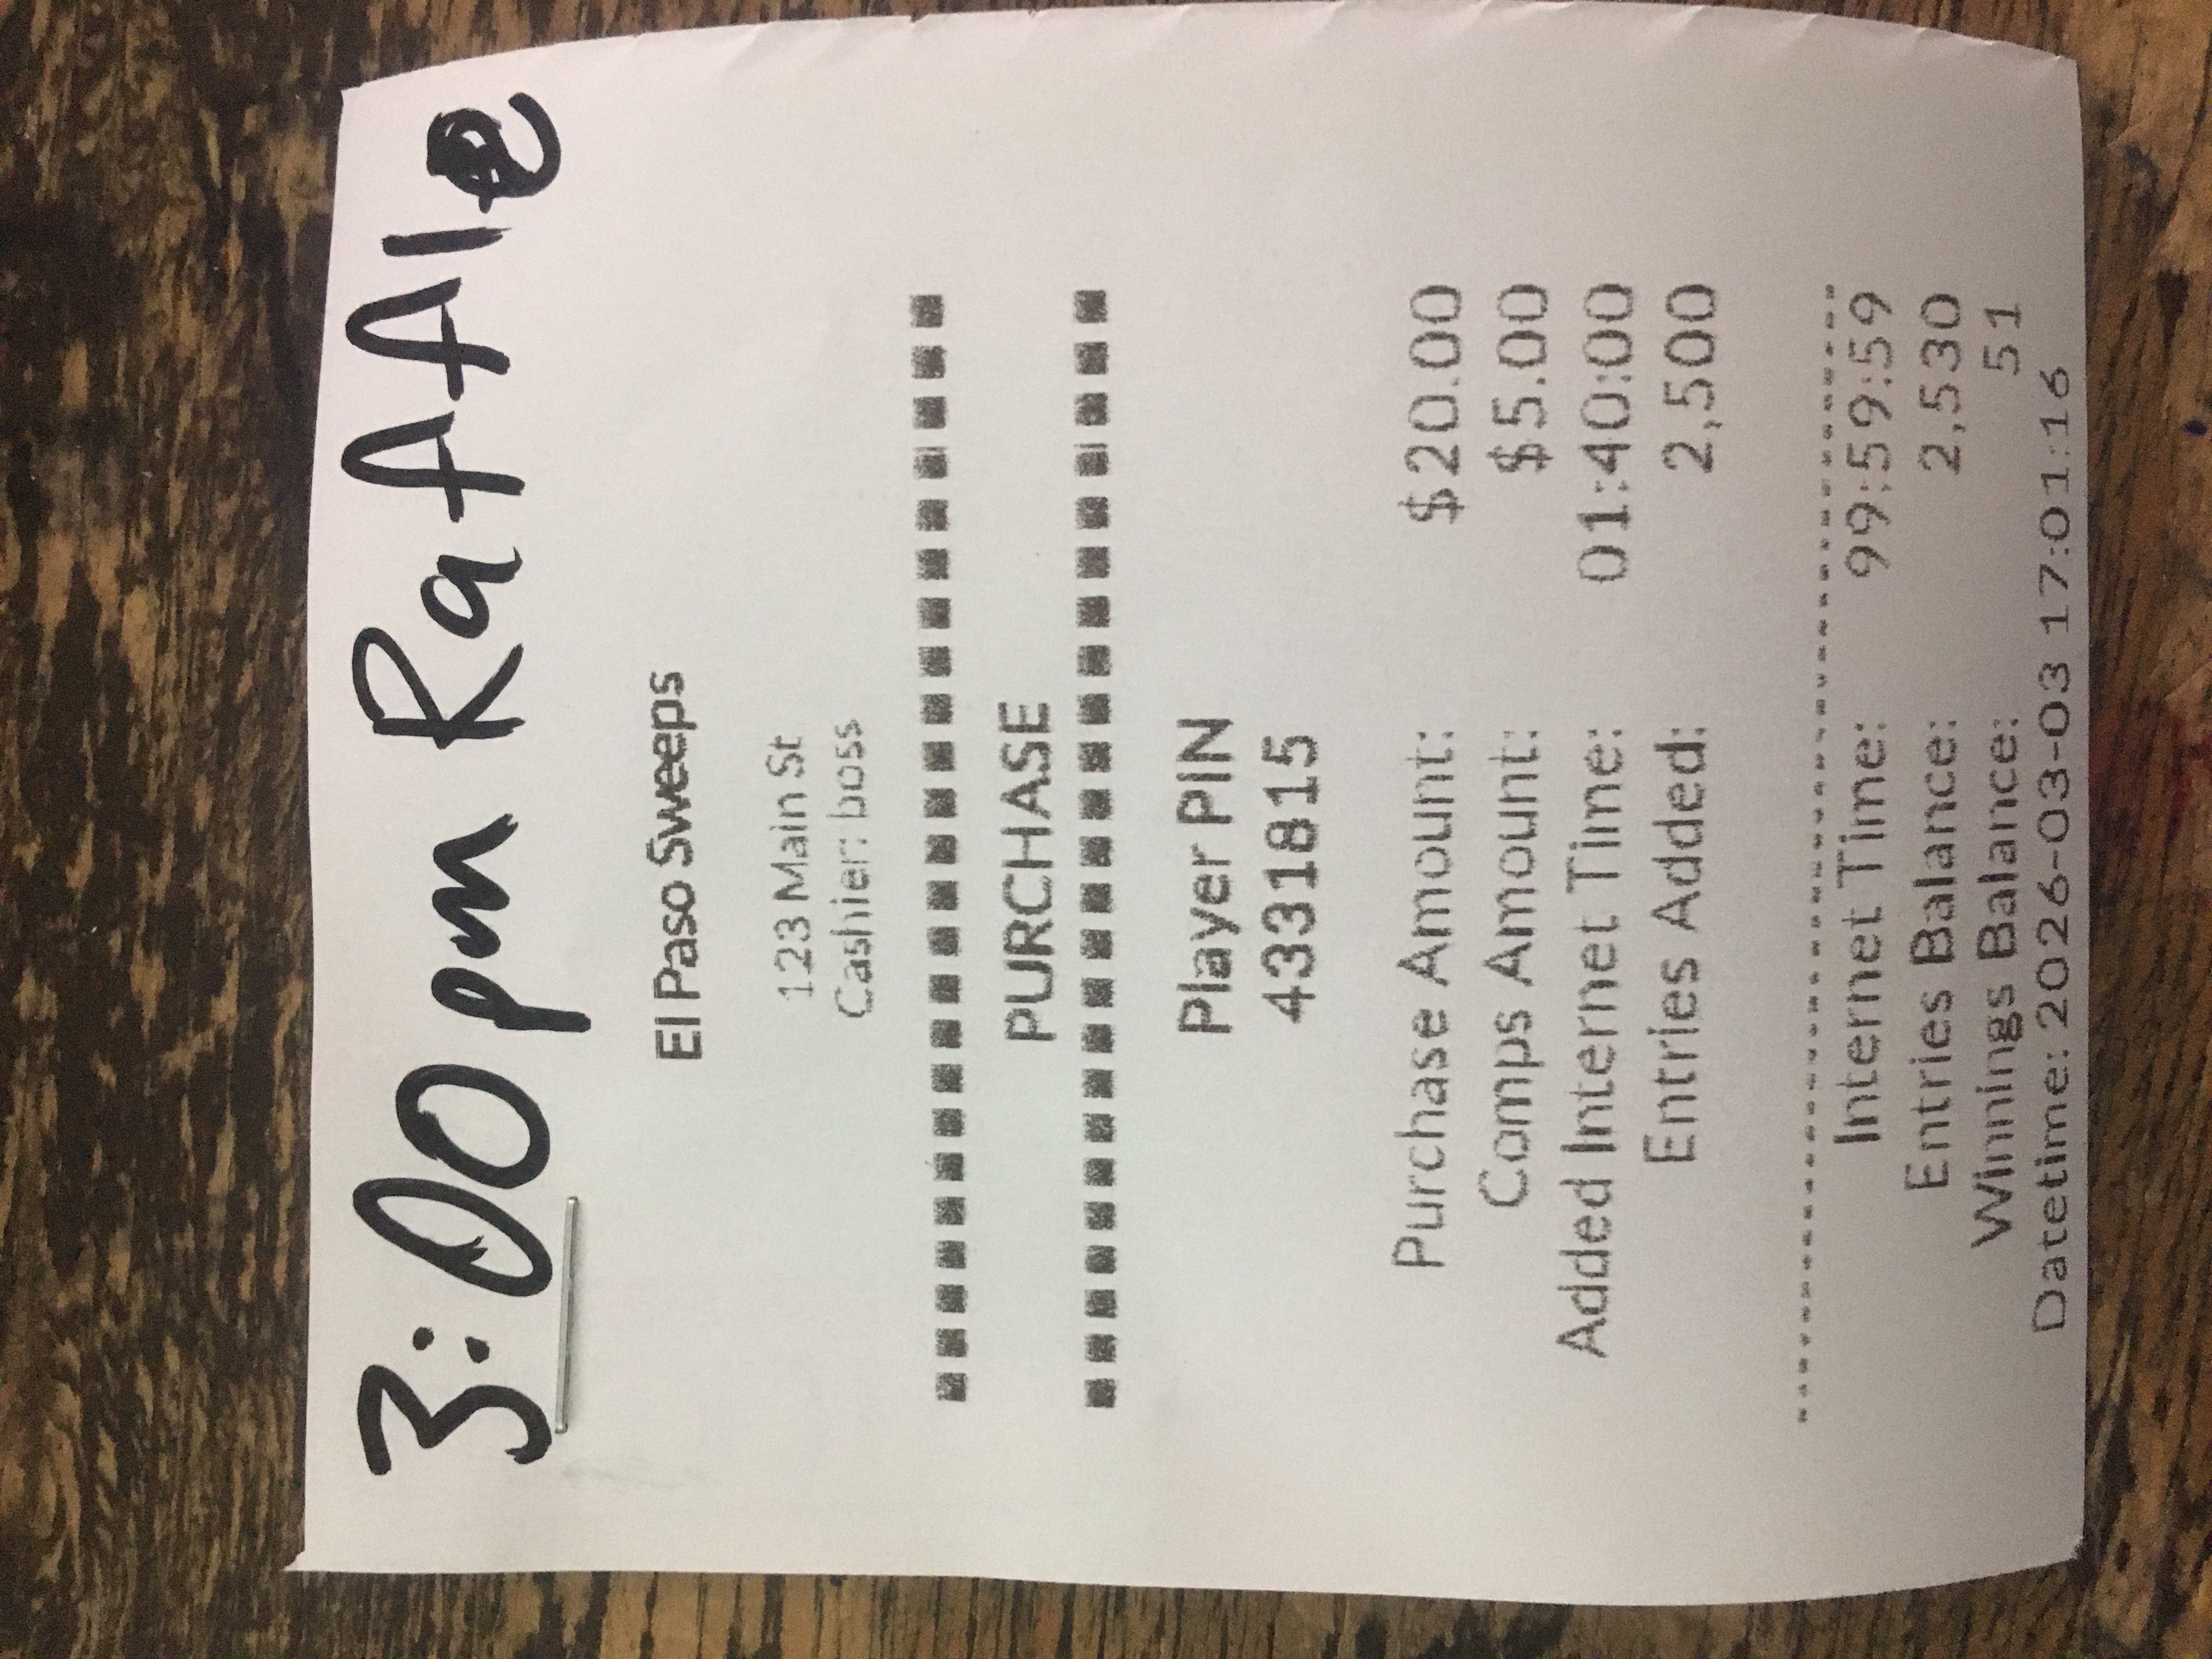 3:00 pm Raffle
El Paso Sweeps
123 Main St
Cashier: boss
PURCHASE
Player PIN
4331815
Purchase Amount: $20.00
Comps Amount: $5.00
Added Internet Time: 01:40:00
Entries Added: 2,500
Internet Time: 99:59:59
Entries Balance: 2,530
Winnings Balance: 51
Datetime: 2026-03-03 17:01:16